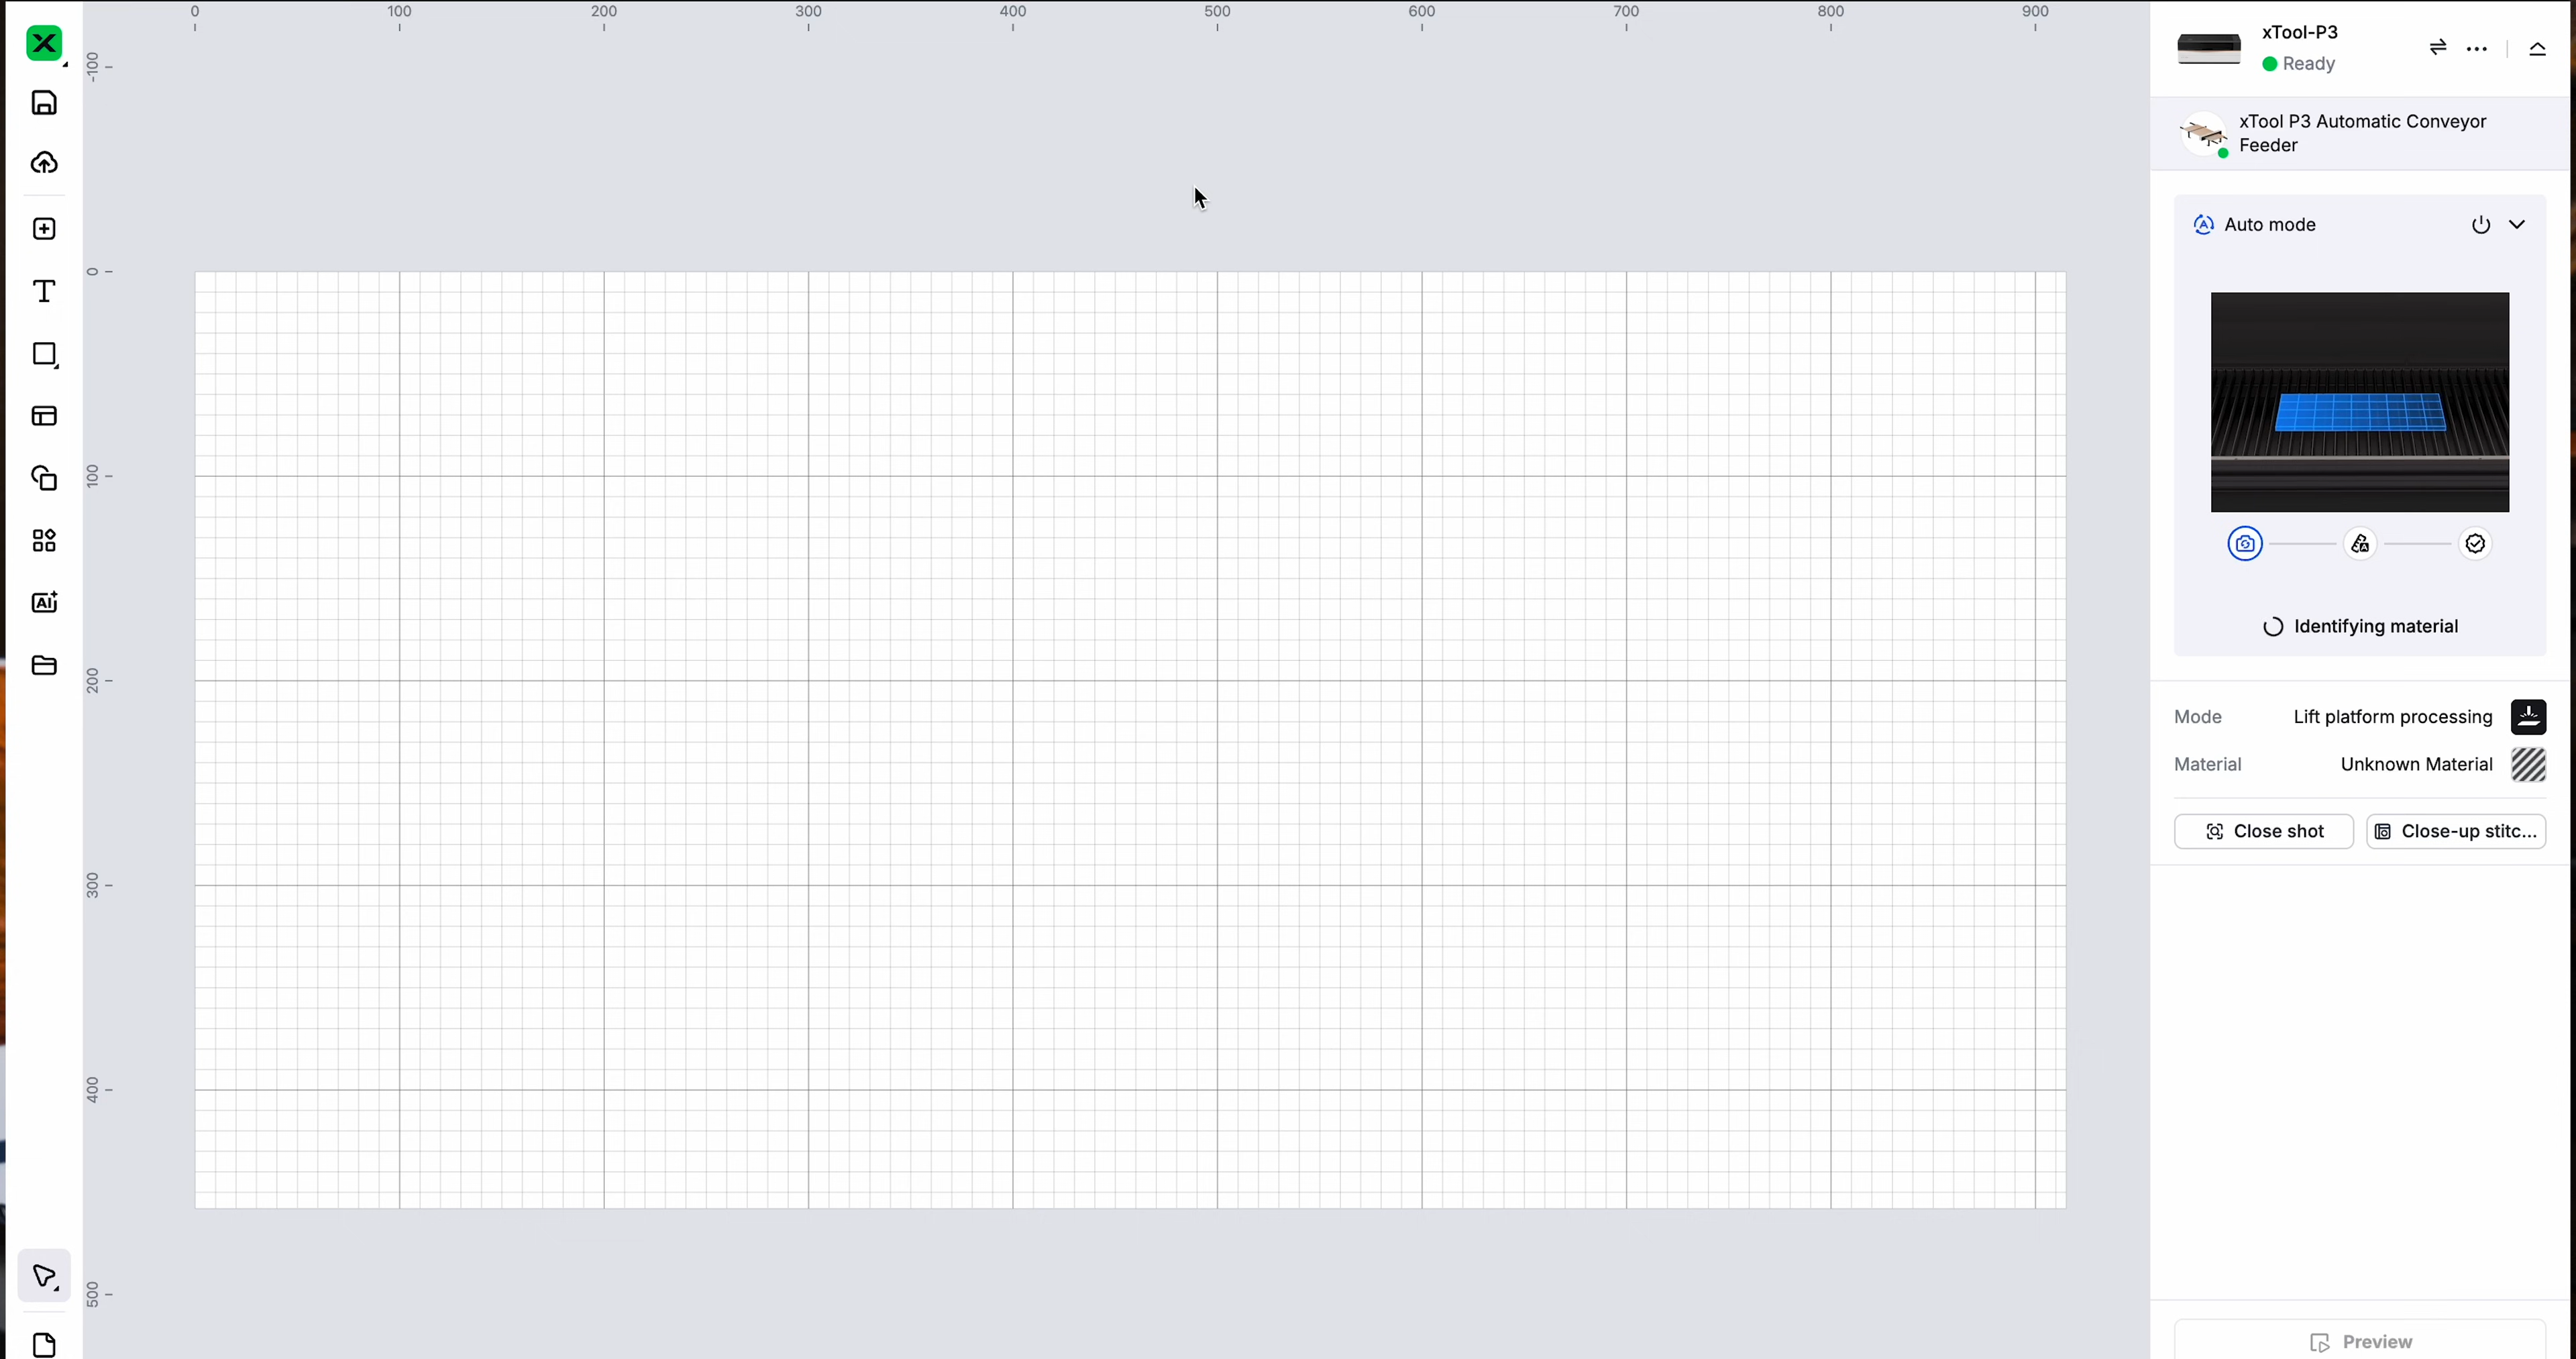 0 100 200 300 400 500 600 700 800 900
-100
0
100
200
300
400
500
T
Ai
xTool-P3
Ready
xTool P3 Automatic Conveyor
Feeder
Auto mode
Identifying material
Mode Lift platform processing
Material Unknown Material
Close shot Close-up stitc...
Preview